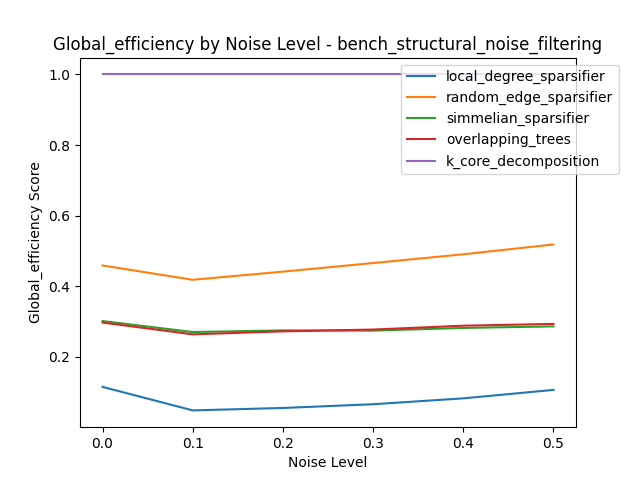 Global_efficiency by Noise Level - bench_structural_noise_filtering
local_degree_sparsifier
random_edge_sparsifier
simmelian_sparsifier
overlapping_trees
k_core_decomposition
Global_efficiency Score
1.0
0.8
0.6
0.4
0.2
0.0 0.1 0.2 0.3 0.4 0.5
Noise Level